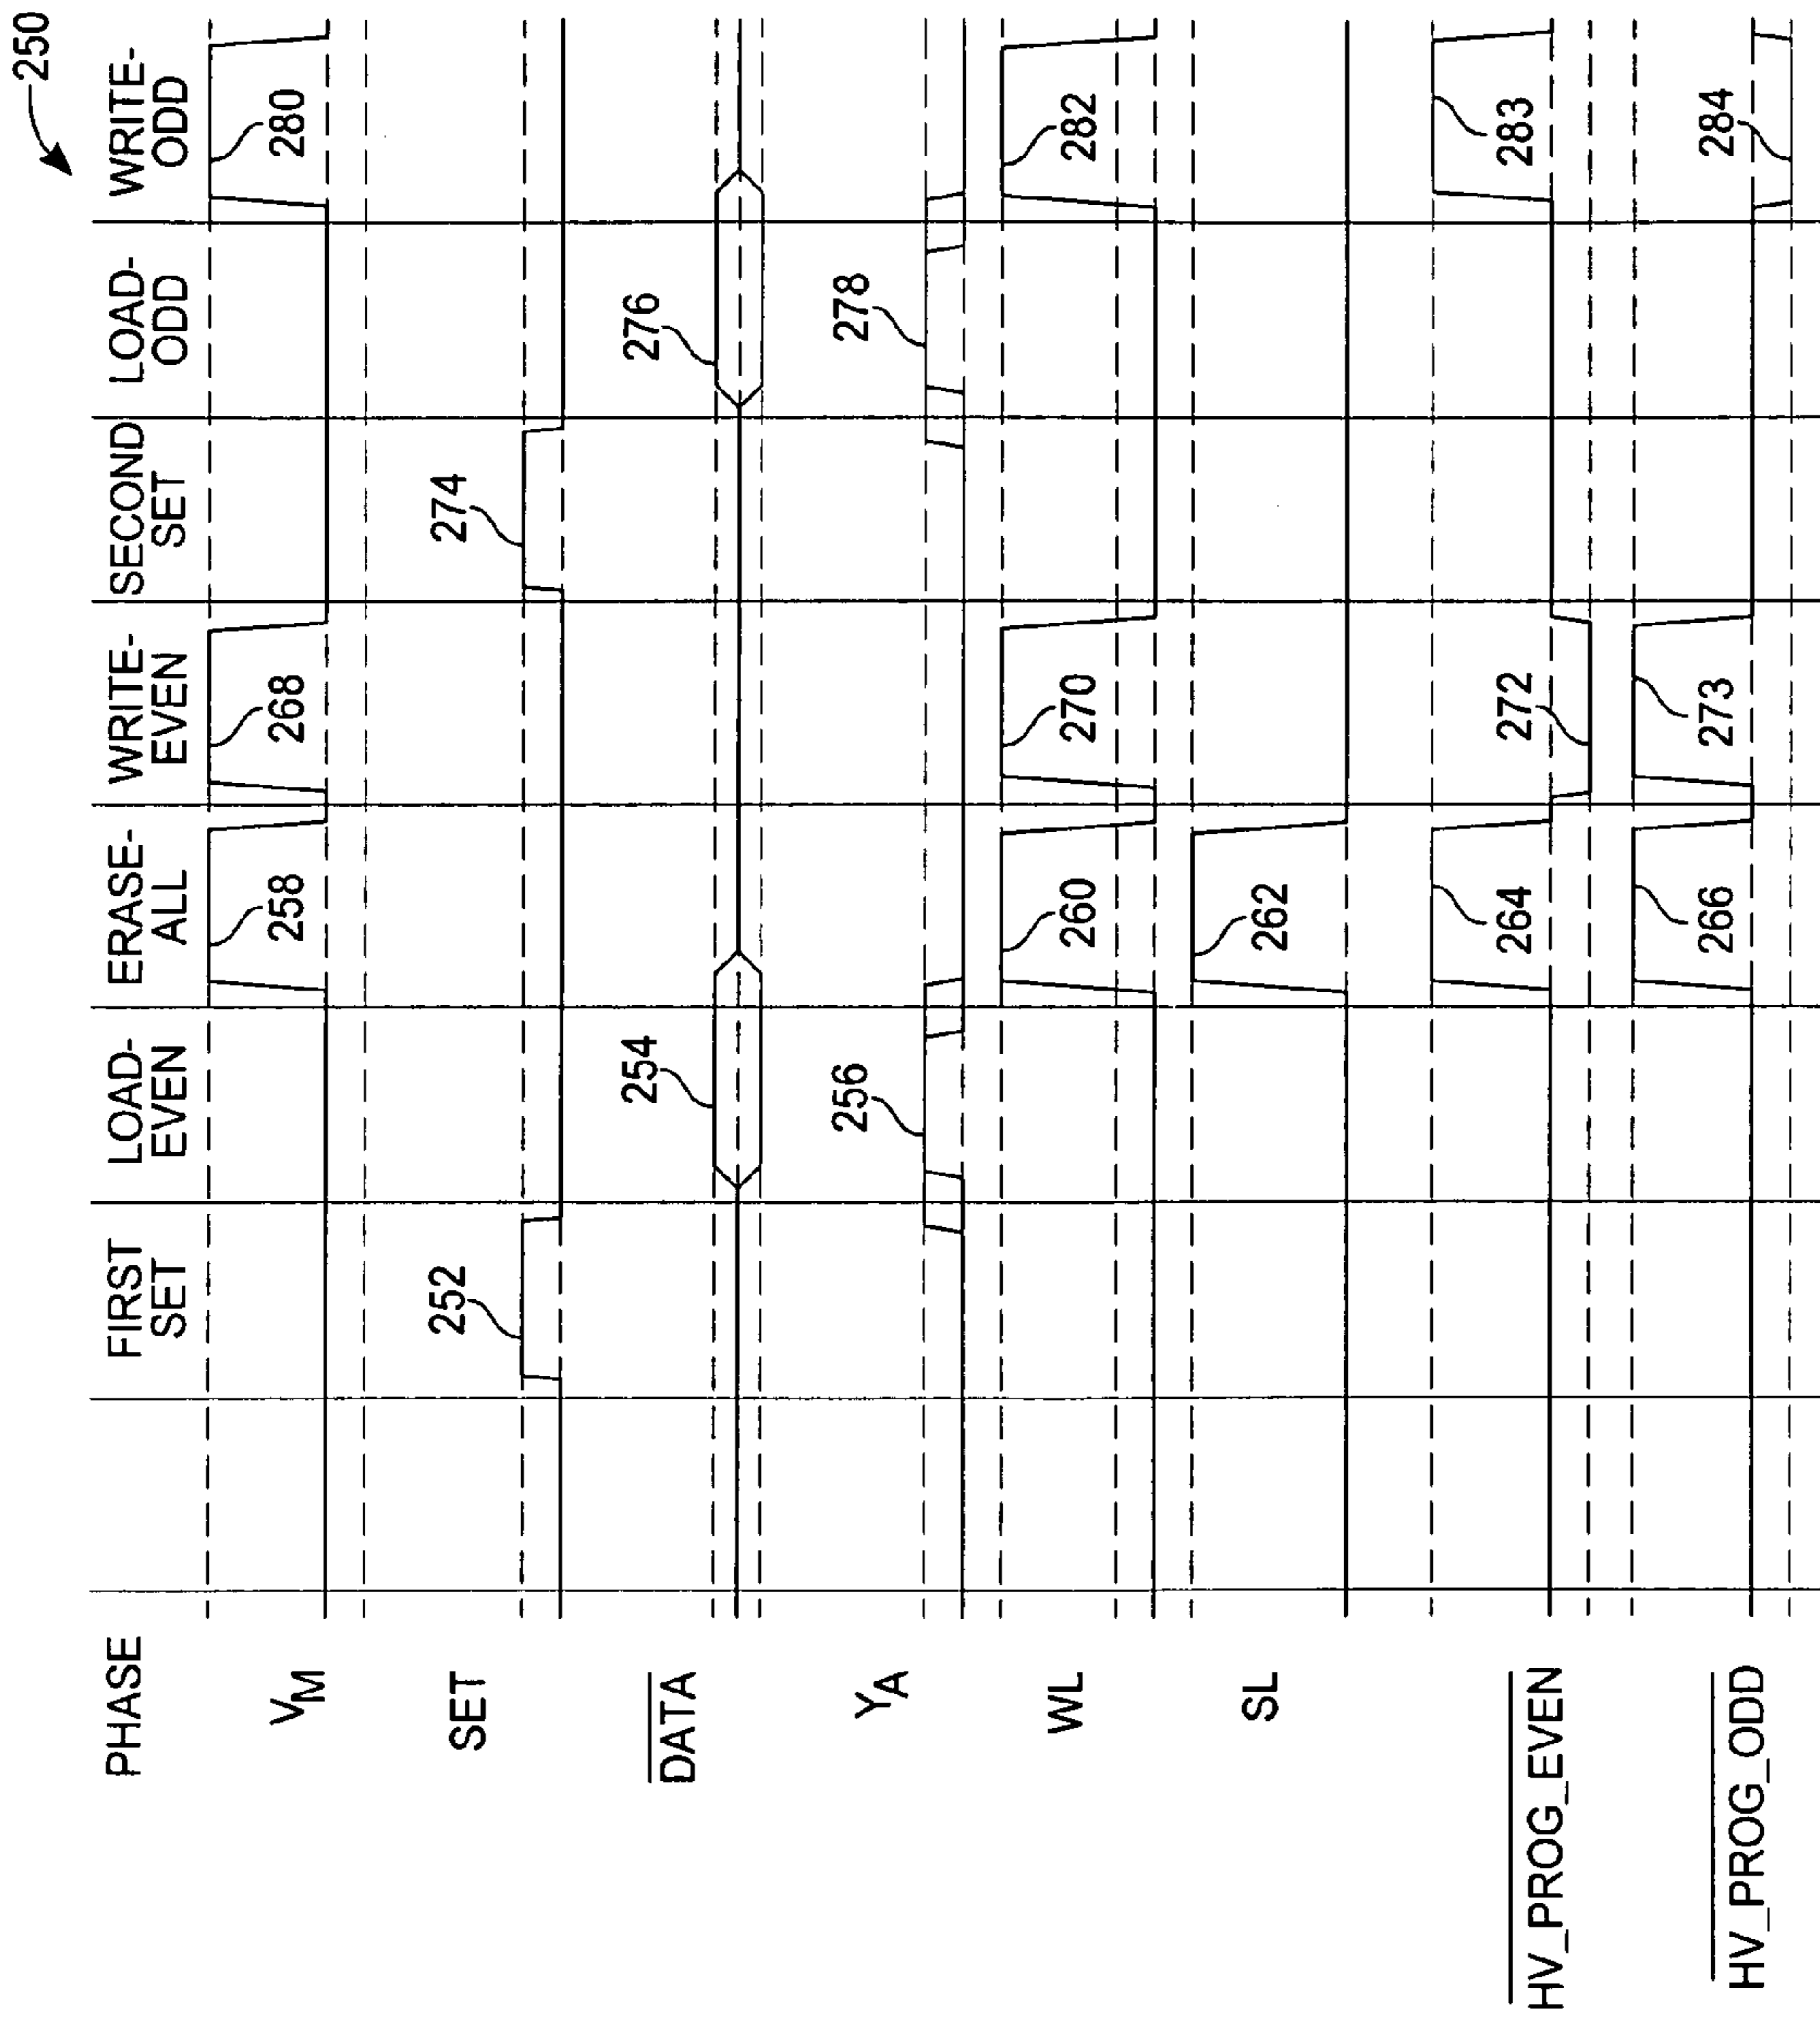 250
PHASE
FIRST
SET
LOAD-
EVEN
ERASE-
ALL
WRITE-
EVEN
SECOND
SET
LOAD-
ODD
WRITE-
ODD
VM
258
268
280
SET
252
274
DATA
254
276
YA
256
278
WL
260
270
282
SL
262
HV_PROG_EVEN
264
272
283
HV_PROG_ODD
266
273
284